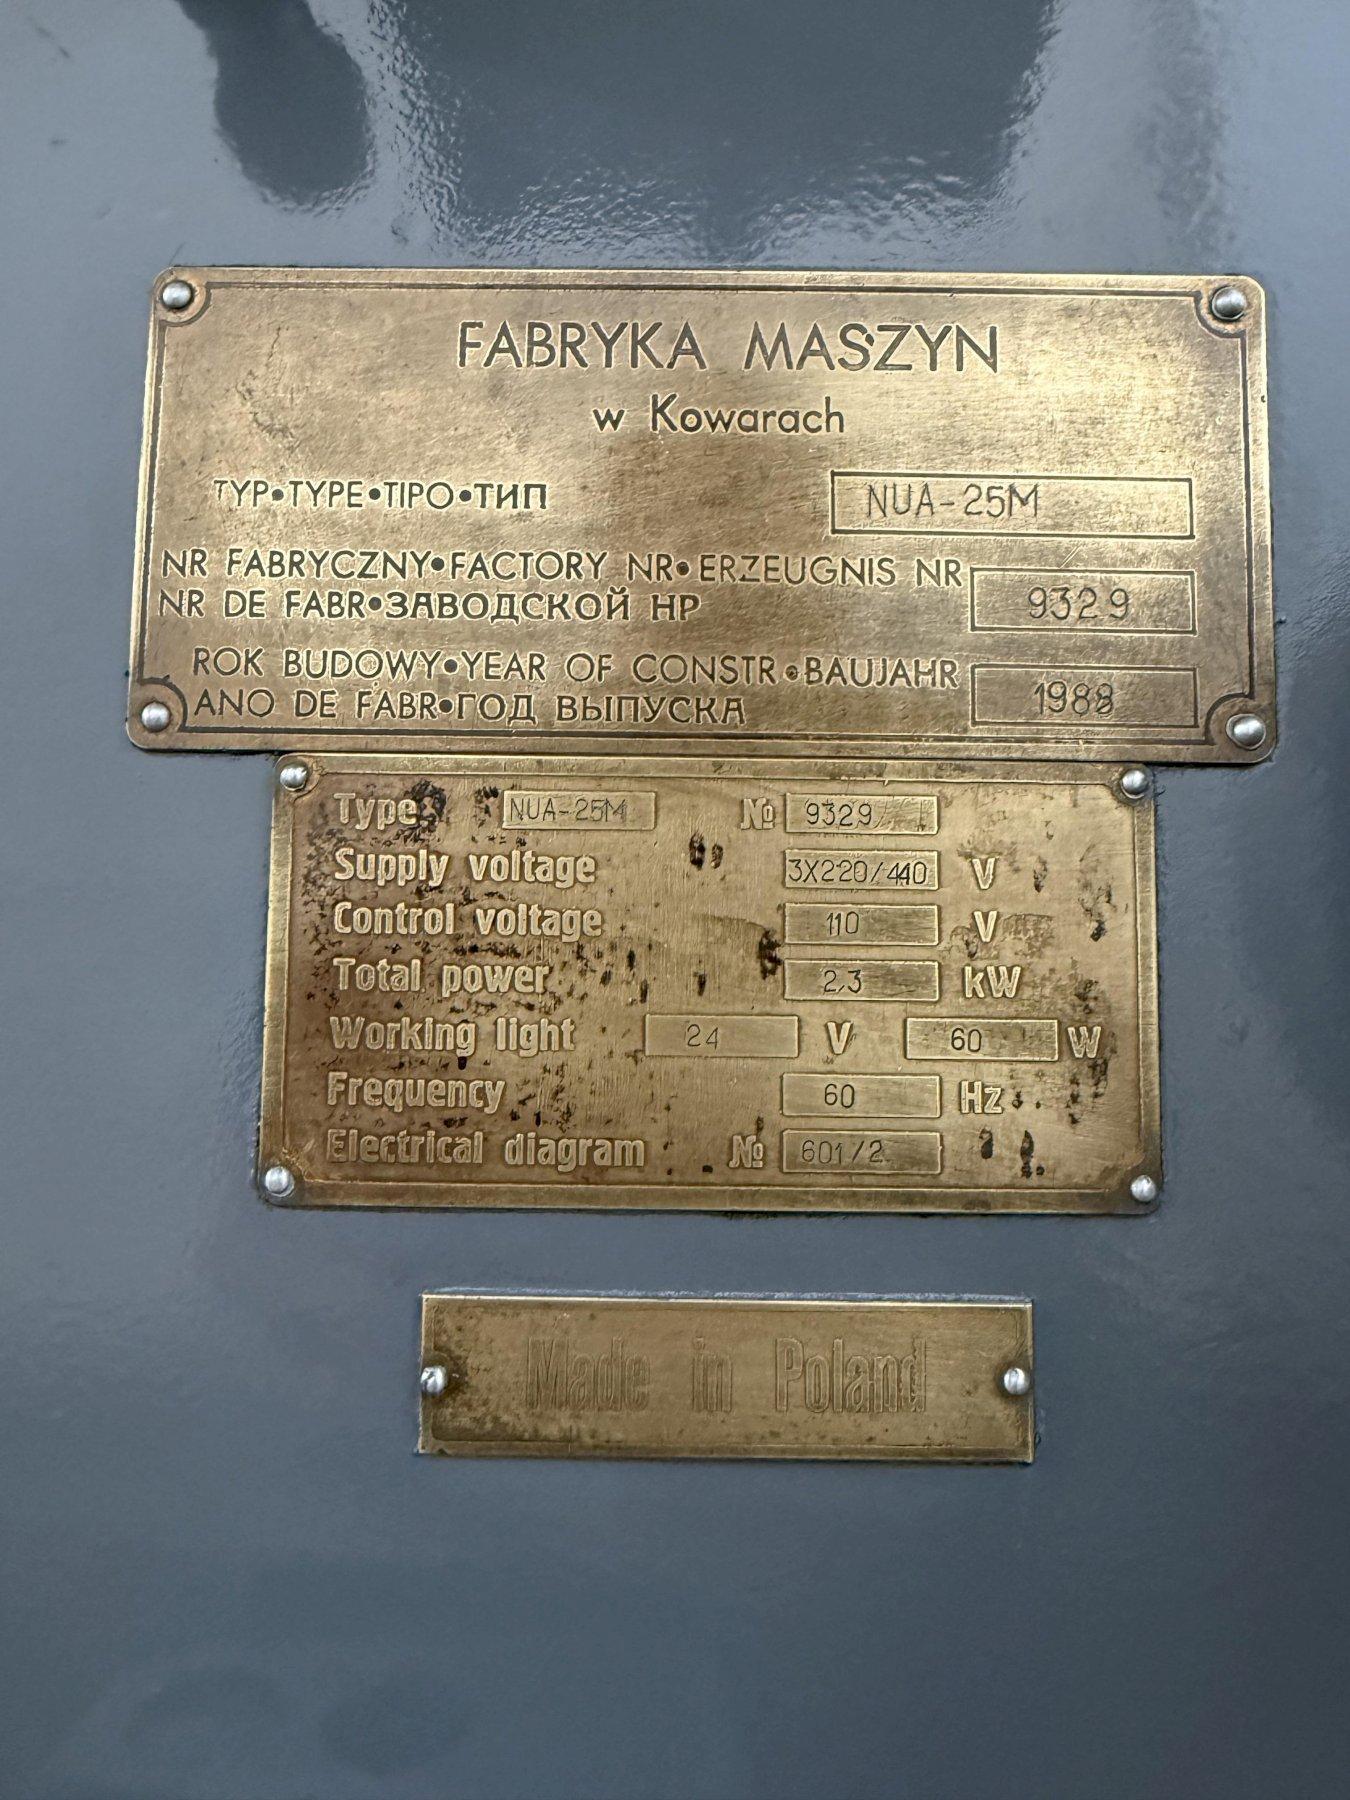 FABRYKA MASZYN
w Kowarach
TYP•TYPE•TIPO•ТИП NUA-25M
NR FABRYCZNY•FACTORY NR•ERZEUGNIS NR
NR DE FABR•ЗАВОДСКОЙ НР 9329
ROK BUDOWY•YEAR OF CONSTR•BAUJAHR
ANO DE FABR•ГОД ВЫПУСКА 1988
Type NUA-25M № 9329
Supply voltage 3X220/440 V
Control voltage 110 V
Total power 2,3 kW
Working light 24 V 60 W
Frequency 60 Hz
Electrical diagram № 601/2
Made in Poland